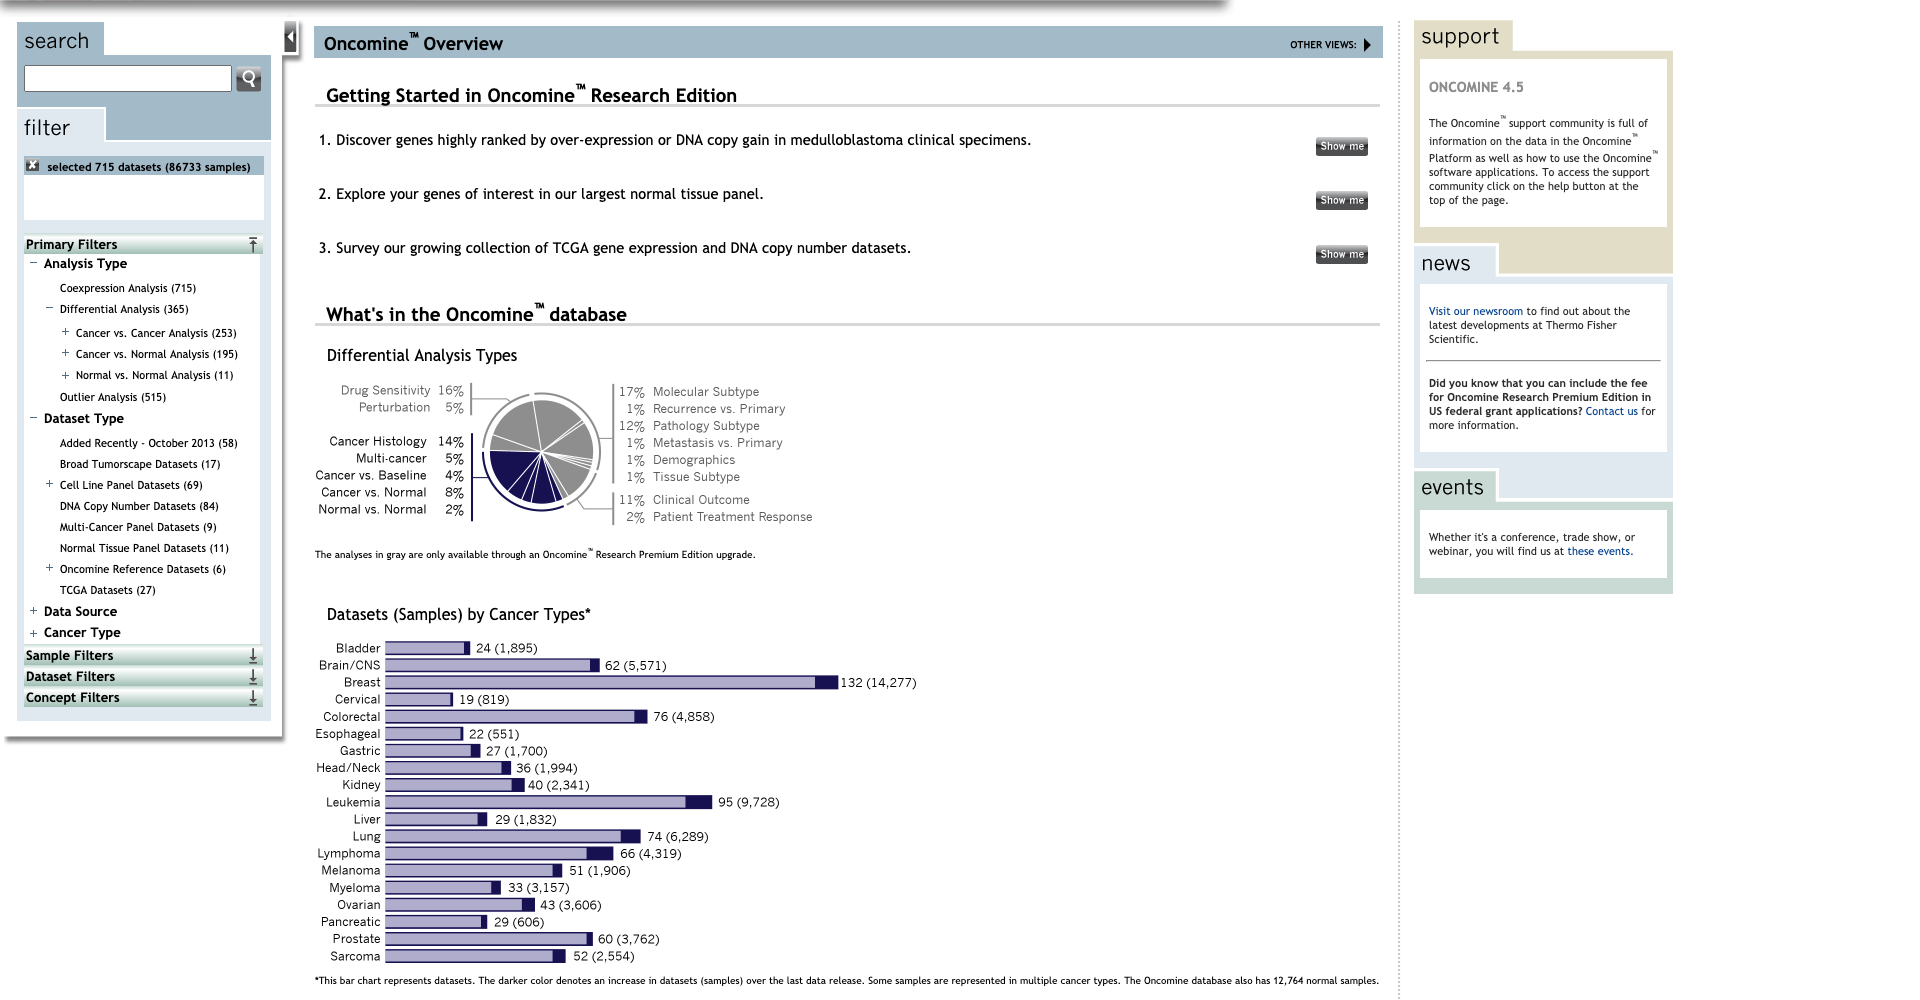 search
filter
selected 715 datasets (86733 samples)
Primary Filters
Analysis Type
Coexpression Analysis (715)
Differential Analysis (365)
Cancer vs. Cancer Analysis (253)
Cancer vs. Normal Analysis (195)
Normal vs. Normal Analysis (11)
Outlier Analysis (515)
Dataset Type
Added Recently - October 2013 (58)
Broad Tumorscape Datasets (17)
Cell Line Panel Datasets (69)
DNA Copy Number Datasets (84)
Multi-Cancer Panel Datasets (9)
Normal Tissue Panel Datasets (11)
Oncomine Reference Datasets (6)
TCGA Datasets (27)
Data Source
Cancer Type
Sample Filters
Dataset Filters
Concept Filters
Oncomine™ Overview
OTHER VIEWS:
Getting Started in Oncomine™ Research Edition
1. Discover genes highly ranked by over-expression or DNA copy gain in medulloblastoma clinical specimens.
Show me
2. Explore your genes of interest in our largest normal tissue panel.
Show me
3. Survey our growing collection of TCGA gene expression and DNA copy number datasets.
Show me
What's in the Oncomine™ database
Differential Analysis Types
Drug Sensitivity 16%
Perturbation 5%
Cancer Histology 14%
Multi-cancer 5%
Cancer vs. Baseline 4%
Cancer vs. Normal 8%
Normal vs. Normal 2%
17% Molecular Subtype
1% Recurrence vs. Primary
12% Pathology Subtype
1% Metastasis vs. Primary
1% Demographics
1% Tissue Subtype
11% Clinical Outcome
2% Patient Treatment Response
The analyses in gray are only available through an Oncomine™ Research Premium Edition upgrade.
Datasets (Samples) by Cancer Types*
Bladder 24 (1,895)
Brain/CNS 62 (5,571)
Breast 132 (14,277)
Cervical 19 (819)
Colorectal 76 (4,858)
Esophageal 22 (551)
Gastric 27 (1,700)
Head/Neck 36 (1,994)
Kidney 40 (2,341)
Leukemia 95 (9,728)
Liver 29 (1,832)
Lung 74 (6,289)
Lymphoma 66 (4,319)
Melanoma 51 (1,906)
Myeloma 33 (3,157)
Ovarian 43 (3,606)
Pancreatic 29 (606)
Prostate 60 (3,762)
Sarcoma 52 (2,554)
*This bar chart represents datasets. The darker color denotes an increase in datasets (samples) over the last data release. Some samples are represented in multiple cancer types. The Oncomine database also has 12,764 normal samples.
support
ONCOMINE 4.5
The Oncomine™ support community is full of
information on the data in the Oncomine™
Platform as well as how to use the Oncomine™
software applications. To access the support
community click on the help button at the
top of the page.
news
Visit our newsroom to find out about the
latest developments at Thermo Fisher
Scientific.
Did you know that you can include the fee
for Oncomine Research Premium Edition in
US federal grant applications? Contact us for
more information.
events
Whether it's a conference, trade show, or
webinar, you will find us at these events.